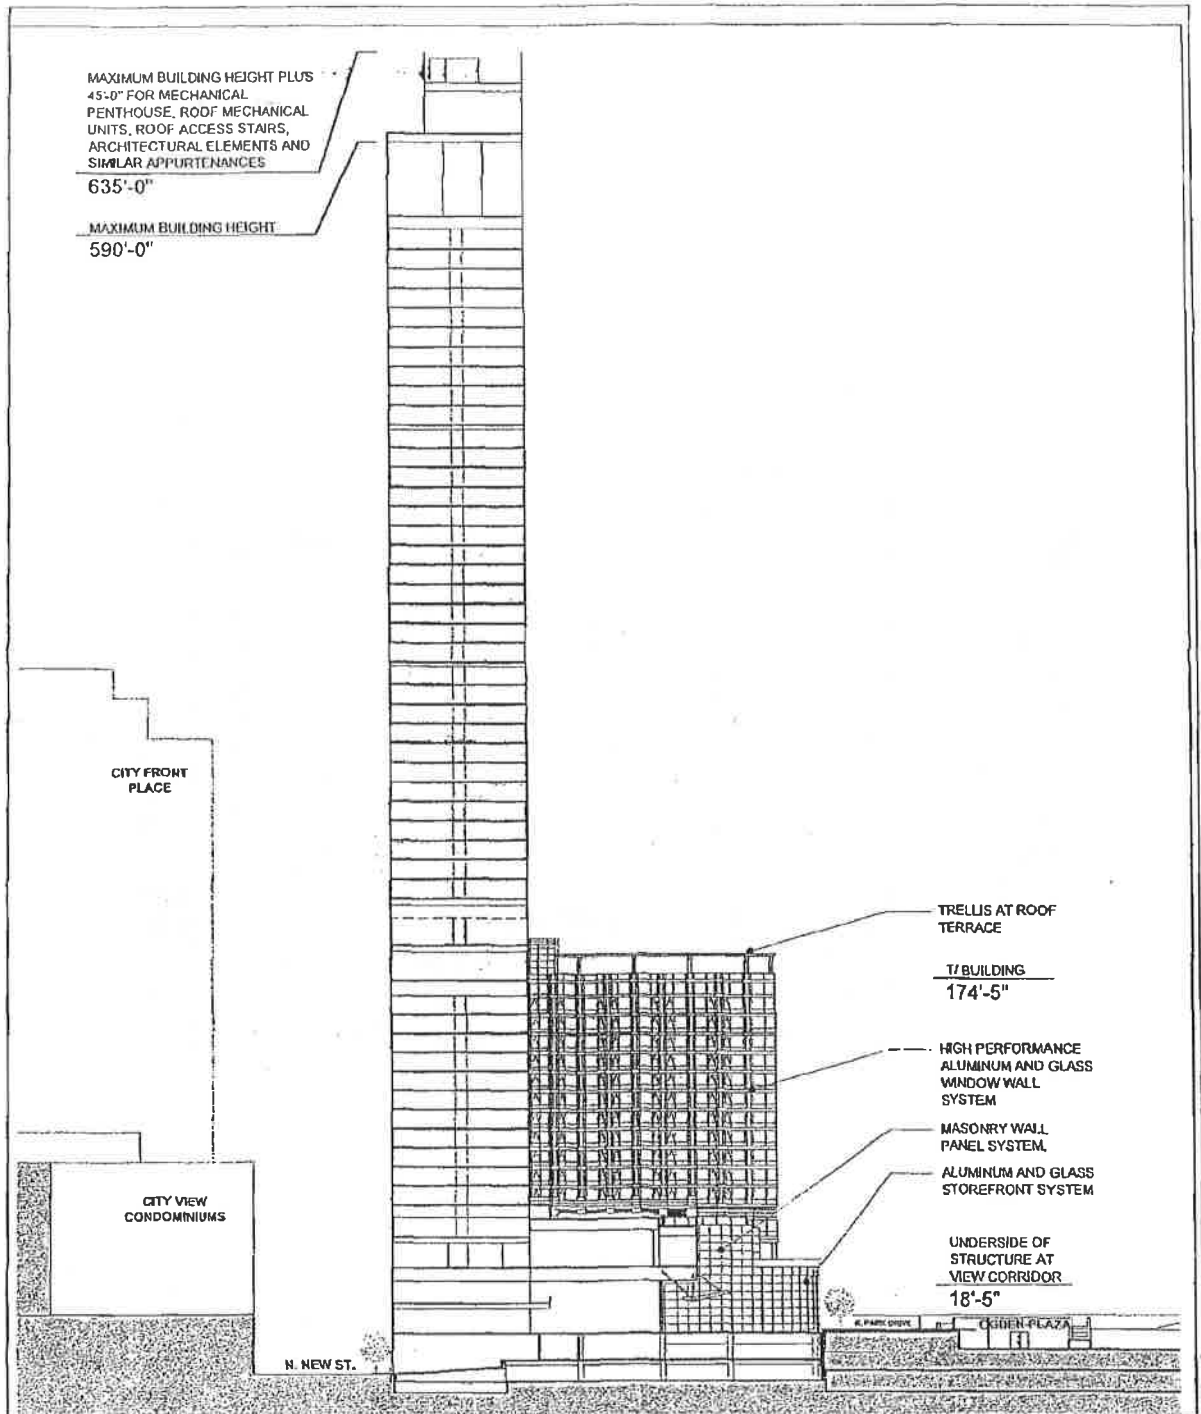 MAXIMUM BUILDING HEIGHT PLUS
45'-0" FOR MECHANICAL
PENTHOUSE, ROOF MECHANICAL
UNITS, ROOF ACCESS STAIRS,
ARCHITECTURAL ELEMENTS AND
SIMILAR APPURTENANCES
635'-0"
MAXIMUM BUILDING HEIGHT
590'-0"
CITY FRONT
PLACE
TRELLIS AT ROOF
TERRACE
T/ BUILDING
174'-5"
HIGH PERFORMANCE
ALUMINUM AND GLASS
WINDOW WALL
SYSTEM
MASONRY WALL
PANEL SYSTEM.
ALUMINUM AND GLASS
STOREFRONT SYSTEM
CITY VIEW
CONDOMINIUMS
UNDERSIDE OF
STRUCTURE AT
VIEW CORRIDOR
18'-5"
PARK DRIVE
OGDEN PLAZA
N. NEW ST.